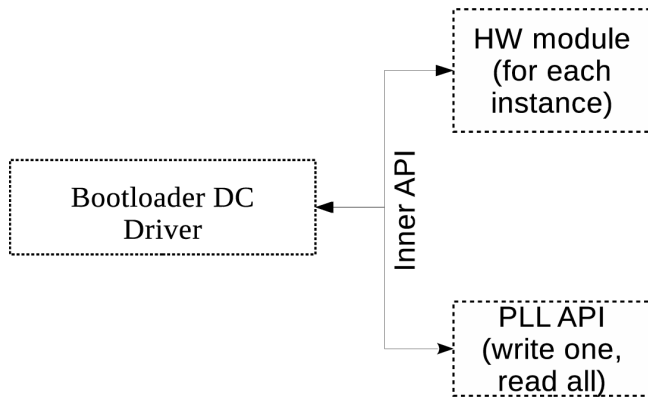 HW module
(for each
instance)
Bootloader DC
Driver
Inner API
PLL API
(write one,
read all)